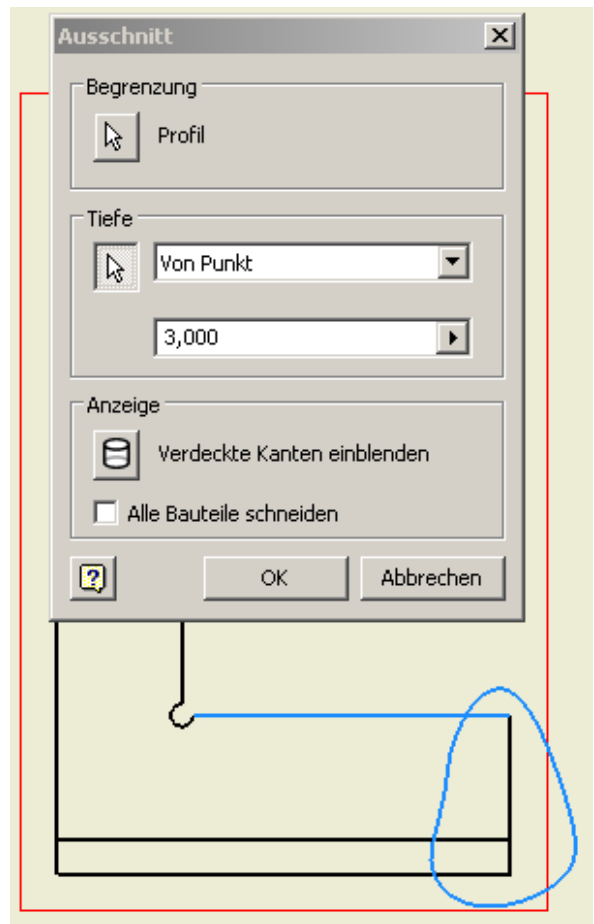 Ausschnitt
Begrenzung
Profil
Tiefe
Von Punkt
3,000
Anzeige
Verdeckte Kanten einblenden
Alle Bauteile schneiden
?
OK
Abbrechen